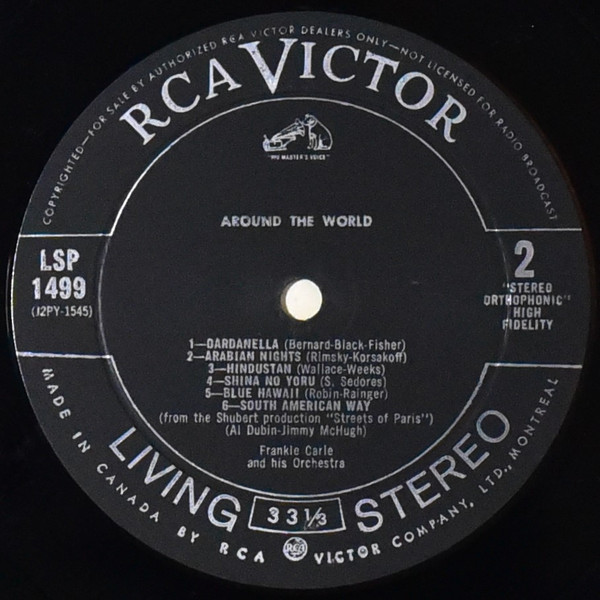 COPYRIGHTED—FOR SALE BY AUTHORIZED RCA VICTOR DEALERS ONLY—NOT LICENSED FOR RADIO BROADCAST
RCA VICTOR
"HIS MASTER'S VOICE"
AROUND THE WORLD
LSP
1499
(J2PY-1545)
2
"STEREO
ORTHOPHONIC"
HIGH
FIDELITY
1—DARDANELLA (Bernard-Black-Fisher)
2—ARABIAN NIGHTS (Rimsky-Korsakoff)
3—HINDUSTAN (Wallace-Weeks)
4—SHINA NO YORU (S. Sedores)
5—BLUE HAWAII (Robin-Rainger)
6—SOUTH AMERICAN WAY
(from the Shubert production "Streets of Paris")
(Al Dubin-Jimmy McHugh)
Frankie Carle
and his Orchestra
LIVING STEREO
33⅓
MADE IN CANADA BY RCA VICTOR COMPANY, LTD., MONTREAL
RCA